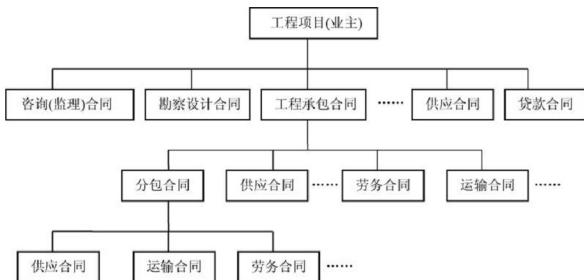 工程项目(业主)
咨询(监理)合同 勘察设计合同 工程承包合同 …… 供应合同 贷款合同
分包合同 供应合同 …… 劳务合同 运输合同 ……
供应合同 运输合同 劳务合同 ……